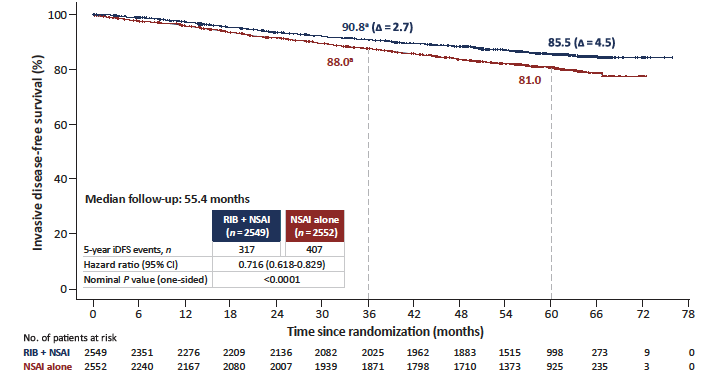 100
80
60
40
20
0
Invasive disease-free survival (%)
90.8ª (Δ = 2.7)
88.0ª
85.5 (Δ = 4.5)
81.0
Median follow-up: 55.4 months
RIB + NSAI (n = 2549) NSAI alone (n = 2552)
5-year iDFS events, n 317 407
Hazard ratio (95% CI) 0.716 (0.618-0.829)
Nominal P value (one-sided) <0.0001
0 6 12 18 24 30 36 42 48 54 60 66 72 78
Time since randomization (months)
No. of patients at risk
RIB + NSAI 2549 2351 2276 2209 2136 2082 2025 1962 1883 1515 998 273 9 0
NSAI alone 2552 2240 2167 2080 2007 1939 1871 1798 1710 1373 925 235 3 0